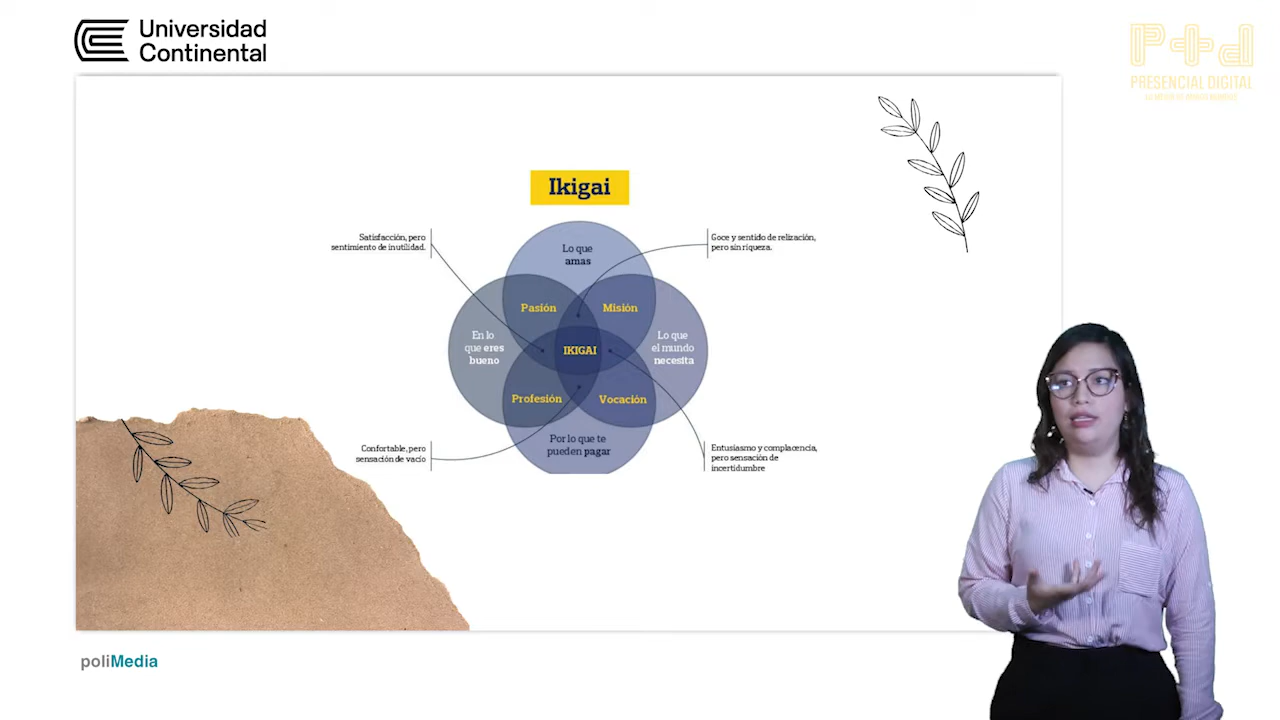 Universidad
Continental
P+d
PRESENCIAL DIGITAL
Ikigai
Satisfacción, pero
sentimiento de inutilidad.
Goce y sentido de relización,
pero sin riqueza.
Lo que
amas
Pasión
Misión
En lo
que eres
bueno
IKIGAI
Lo que
el mundo
necesita
Profesión
Vocación
Por lo que te
pueden pagar
Confortable, pero
sensación de vacío
Entusiasmo y complacencia,
pero sensación de
incertidumbre
poliMedia